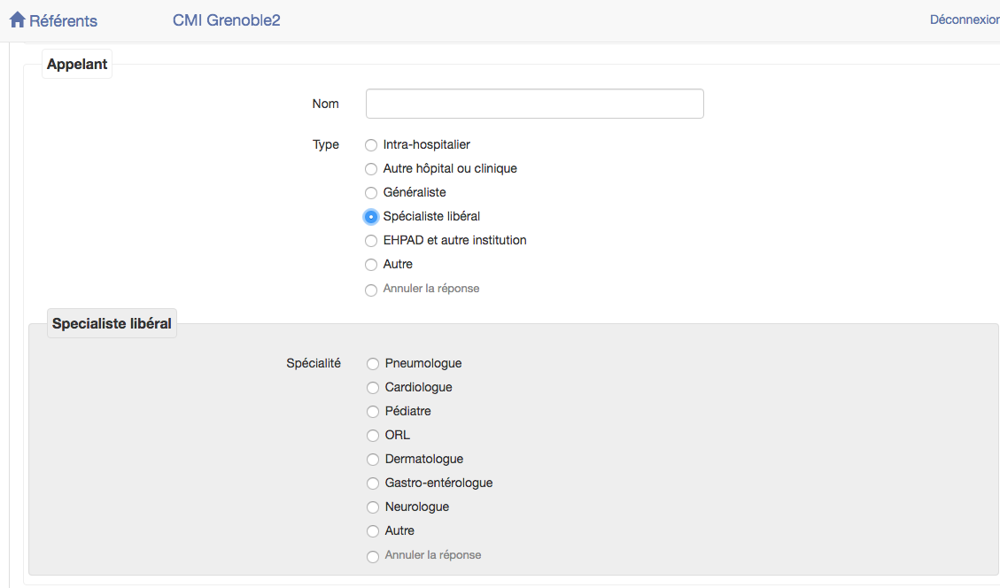 Référents CMI Grenoble2 Déconnexion
Appelant
Nom
Type Intra-hospitalier
Autre hôpital ou clinique
Généraliste
Spécialiste libéral
EHPAD et autre institution
Autre
Annuler la réponse
Specialiste libéral
Spécialité Pneumologue
Cardiologue
Pédiatre
ORL
Dermatologue
Gastro-entérologue
Neurologue
Autre
Annuler la réponse